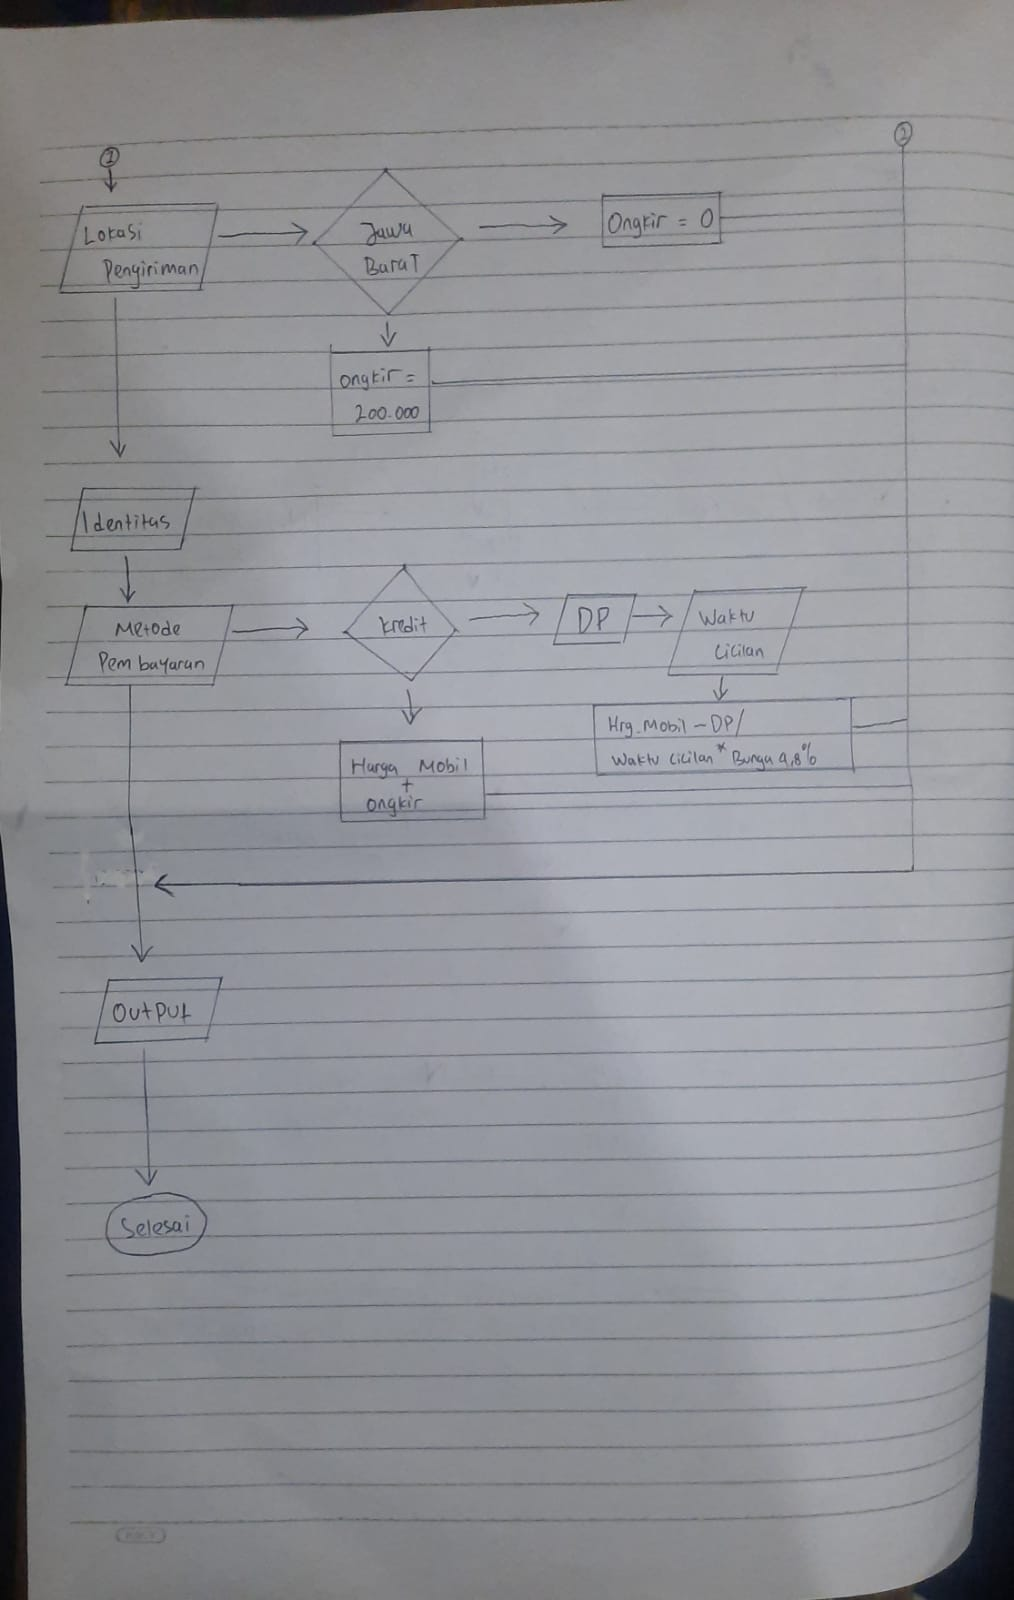 1
2
Lokasi
Pengiriman
Jawa
Barat
Ongkir = 0
ongkir =
200.000
Identitas
Metode
Pembayaran
Kredit
DP
Waktu
Cicilan
Hrg.Mobil - DP/
Waktu Cicilan * Bunga 4,8%
Harga Mobil
+
ongkir
Output
Selesai